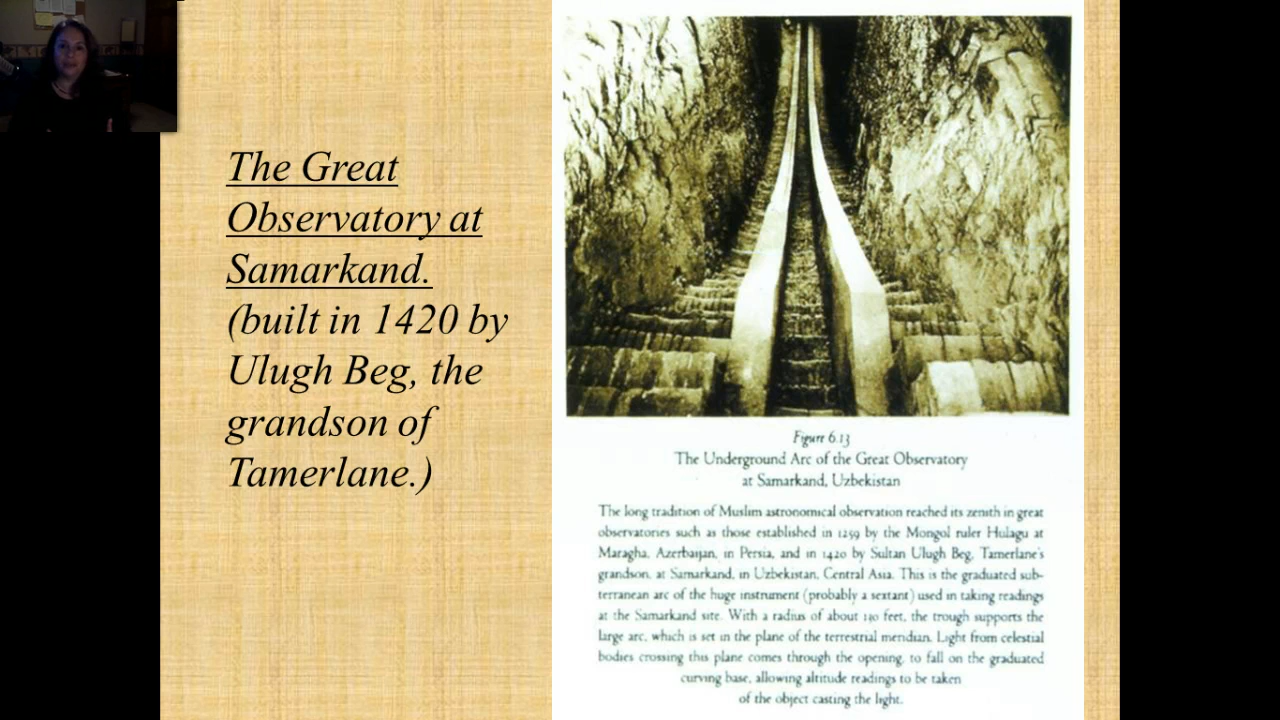 The Great
Observatory at
Samarkand.
(built in 1420 by
Ulugh Beg, the
grandson of
Tamerlane.)
Figure 6.13
The Underground Arc of the Great Observatory
at Samarkand, Uzbekistan
The long tradition of Muslim astronomical observation reached its zenith in great
observatories such as those established in 1259 by the Mongol ruler Hulagu at
Maragha, Azerbaijan, in Persia, and in 1420 by Sultan Ulugh Beg, Tamerlane's
grandson, at Samarkand, in Uzbekistan, Central Asia. This is the graduated sub-
terranean arc of the huge instrument (probably a sextant) used in taking readings
at the Samarkand site. With a radius of about feet, the trough supports the
large arc, which is set in the plane of the terrestrial meridian. Light from celestial
bodies crossing this plane comes through the opening, to fall on the graduated
curving base, allowing altitude readings to be taken
of the object casting the light.